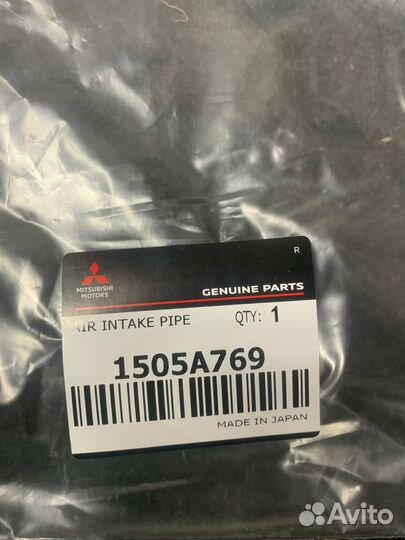 R
MITSUBISHI
MOTORS
GENUINE PARTS
AIR INTAKE PIPE QTY: 1
1505A769
MADE IN JAPAN
Avito